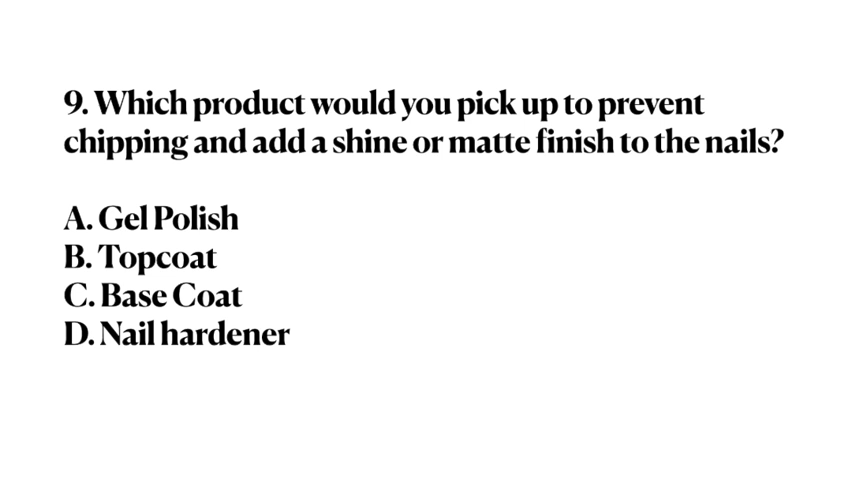 9. Which product would you pick up to prevent
chipping and add a shine or matte finish to the nails?
A. Gel Polish
B. Topcoat
C. Base Coat
D. Nail hardener